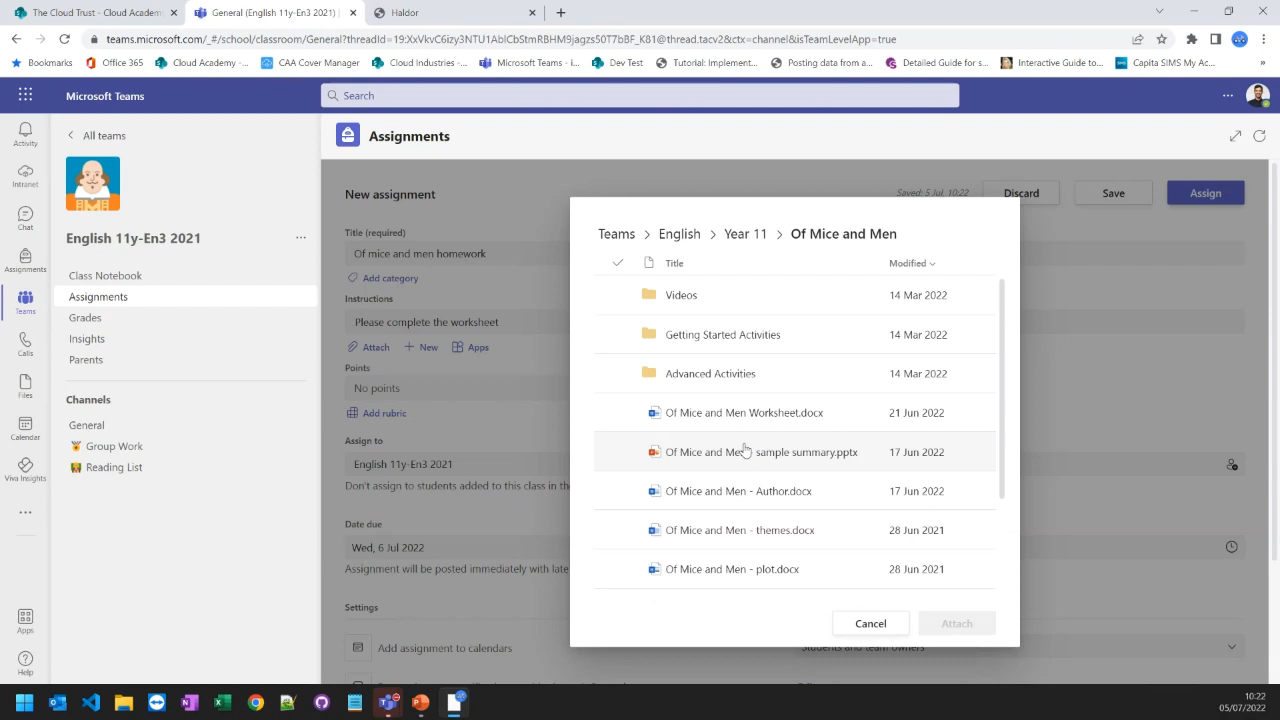 The Cloud Trust - Cloud Academy
General (English 11y-En3 2021) |
Haldor
teams.microsoft.com/_#/school/classroom/General?threadId=19:XxVkvC6izy3NTU1AblCbStmRBHM9jagzs50T7bBF_K81@thread.tacv2&ctx=channel&isTeamLevelApp=true
Bookmarks
Office 365
Cloud Academy -...
CAA Cover Manager
Cloud Industries -...
Microsoft Teams - i...
Dev Test
Tutorial: Implement...
Posting data from a...
Detailed Guide for s...
Interactive Guide to...
Capita SIMS My Ac...
Microsoft Teams
Search
Activity
Intranet
Chat
Assignments
Teams
Calls
Files
Calendar
Viva Insights
Apps
Help
All teams
English 11y-En3 2021
Class Notebook
Assignments
Grades
Insights
Parents
Channels
General
Group Work
Reading List
Assignments
New assignment
Saved: 5 Jul, 10:22
Discard
Save
Assign
Title (required)
Of mice and men homework
Add category
Instructions
Please complete the worksheet
Attach
New
Apps
Points
No points
Add rubric
Assign to
English 11y-En3 2021
Don't assign to students added to this class in the
Date due
Wed, 6 Jul 2022
Assignment will be posted immediately with late
Settings
Add assignment to calendars
Students and team owners
Teams > English > Year 11 > Of Mice and Men
Title Modified
Videos 14 Mar 2022
Getting Started Activities 14 Mar 2022
Advanced Activities 14 Mar 2022
Of Mice and Men Worksheet.docx 21 Jun 2022
Of Mice and Men sample summary.pptx 17 Jun 2022
Of Mice and Men - Author.docx 17 Jun 2022
Of Mice and Men - themes.docx 28 Jun 2021
Of Mice and Men - plot.docx 28 Jun 2021
Cancel
Attach
10:22
05/07/2022